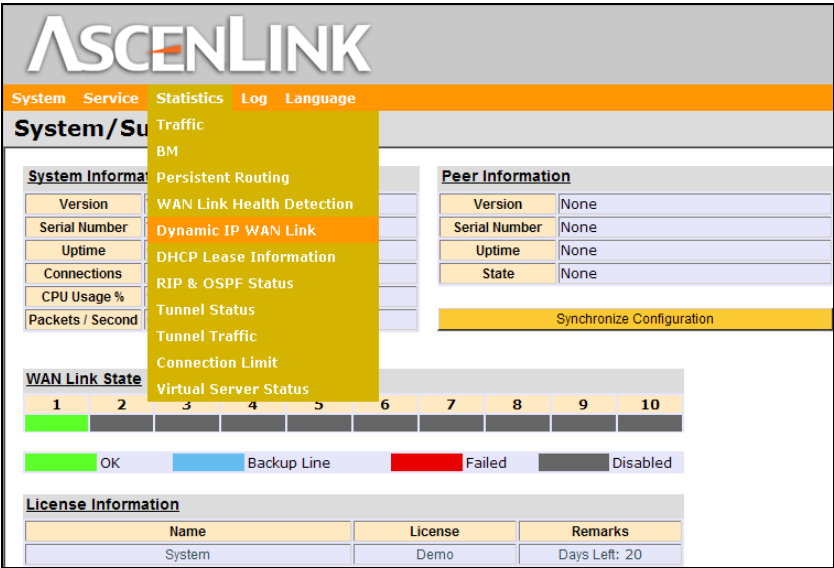 ASCENLINK
System Service Statistics Log Language
System/Su
Traffic
BM
Persistent Routing
WAN Link Health Detection
Dynamic IP WAN Link
DHCP Lease Information
RIP & OSPF Status
Tunnel Status
Tunnel Traffic
Connection Limit
Virtual Server Status
System Informa
Version
Serial Number
Uptime
Connections
CPU Usage %
Packets / Second
Peer Information
Version None
Serial Number None
Uptime None
State None
Synchronize Configuration
WAN Link State
1 2 3 4 5 6 7 8 9 10
OK Backup Line Failed Disabled
License Information
Name License Remarks
System Demo Days Left: 20